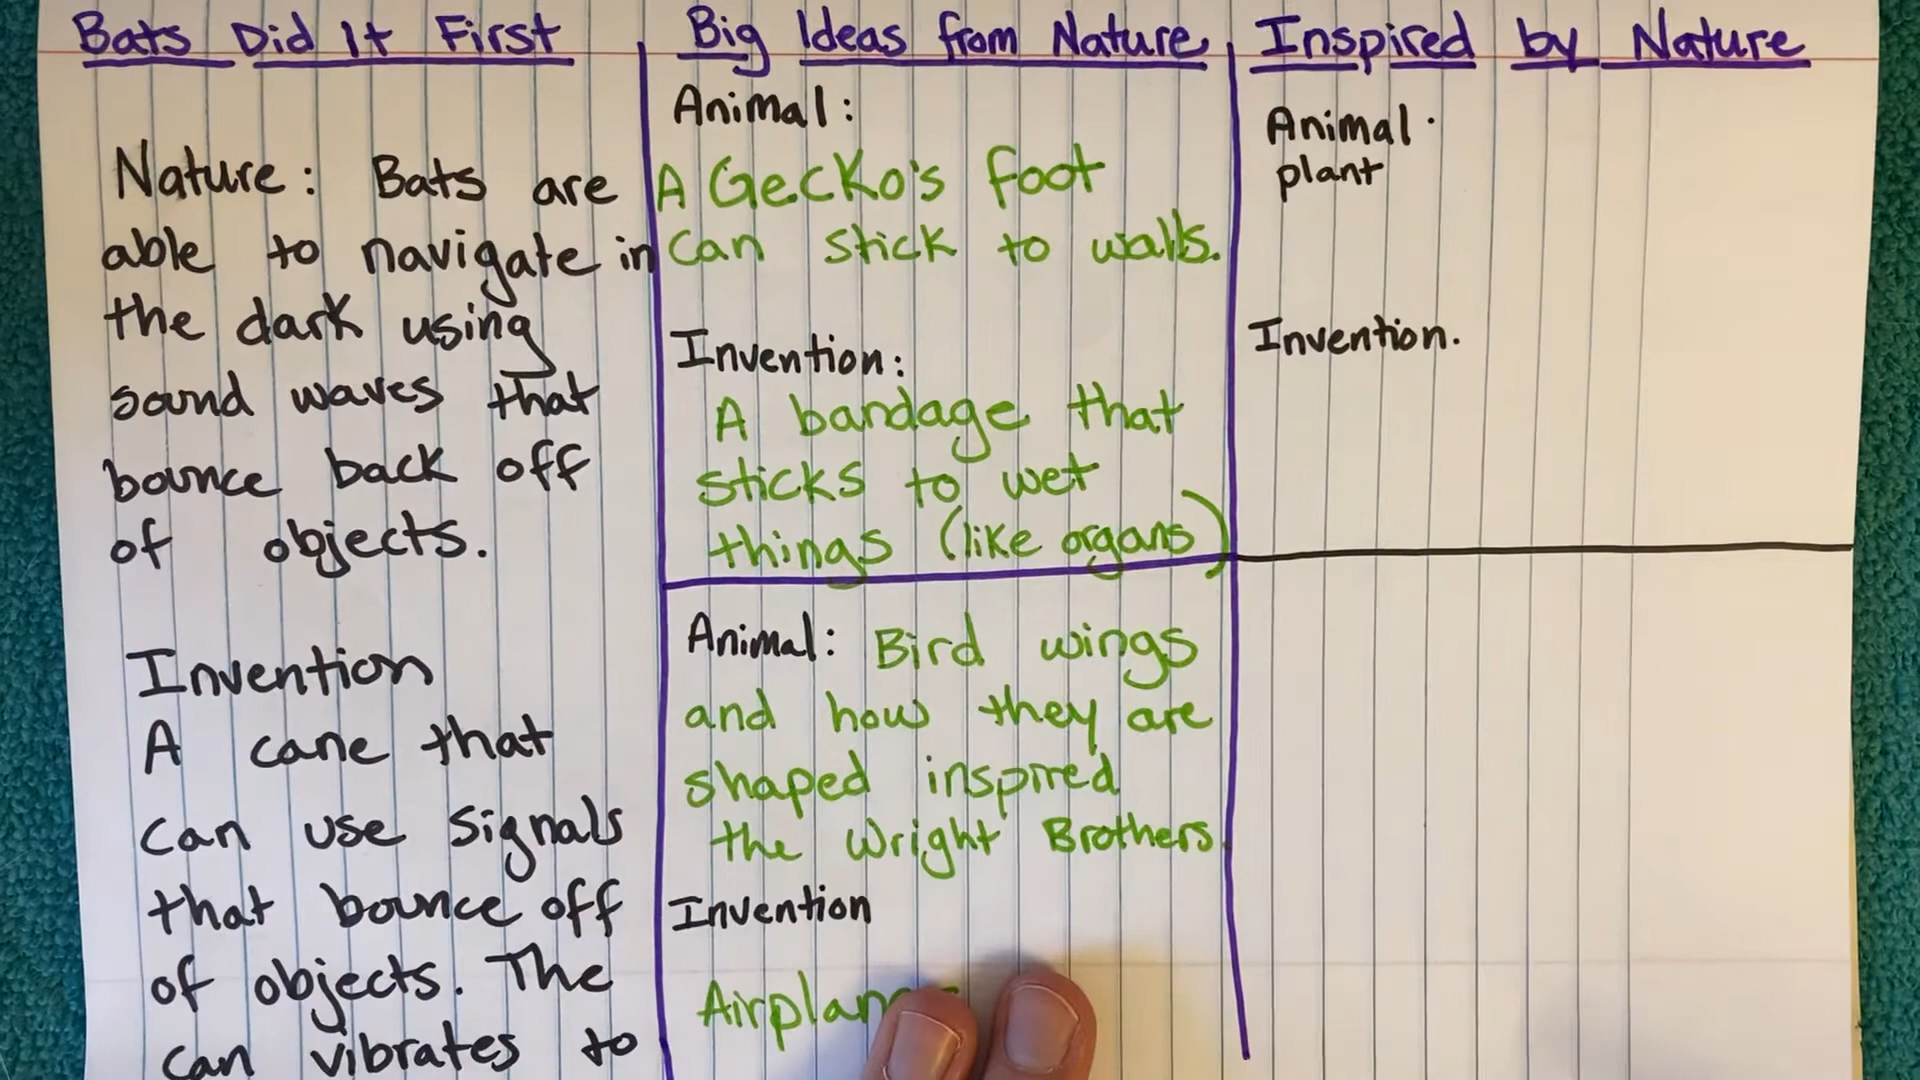 Bats Did It First
Nature: Bats are
able to navigate in
the dark using
sound waves that
bounce back off
of objects.
Invention
A cane that
can use signals
that bounce off
of objects. The
can vibrates to
Big Ideas from Nature
Animal:
A Gecko's foot
can stick to walls.
Invention:
A bandage that
sticks to wet
things (like organs)
Animal: Bird wings
and how they are
shaped inspired
the Wright Brothers
Invention
Inspired by Nature
Animal
plant
Invention.